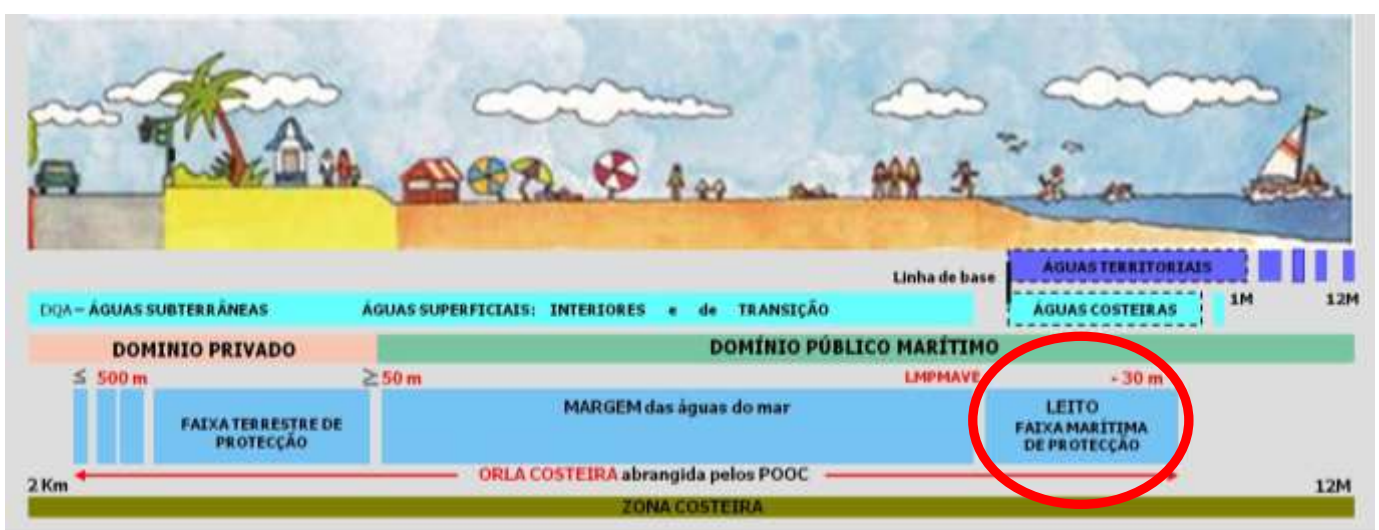 Linha de base
ÁGUAS TERRITORIAIS
DQA – ÁGUAS SUBTERRÂNEAS ÁGUAS SUPERFICIAIS: INTERIORES e de TRANSIÇÃO ÁGUAS COSTEIRAS 1M 12M
DOMINIO PRIVADO DOMÍNIO PÚBLICO MARÍTIMO
≤ 500 m ≥ 50 m LMPMAVE - 30 m
FAIXA TERRESTRE DE
PROTECÇÃO
MARGEM das águas do mar
LEITO
FAIXA MARÍTIMA
DE PROTECÇÃO
ORLA COSTEIRA abrangida pelos POOC
2 Km 12M
ZONA COSTEIRA